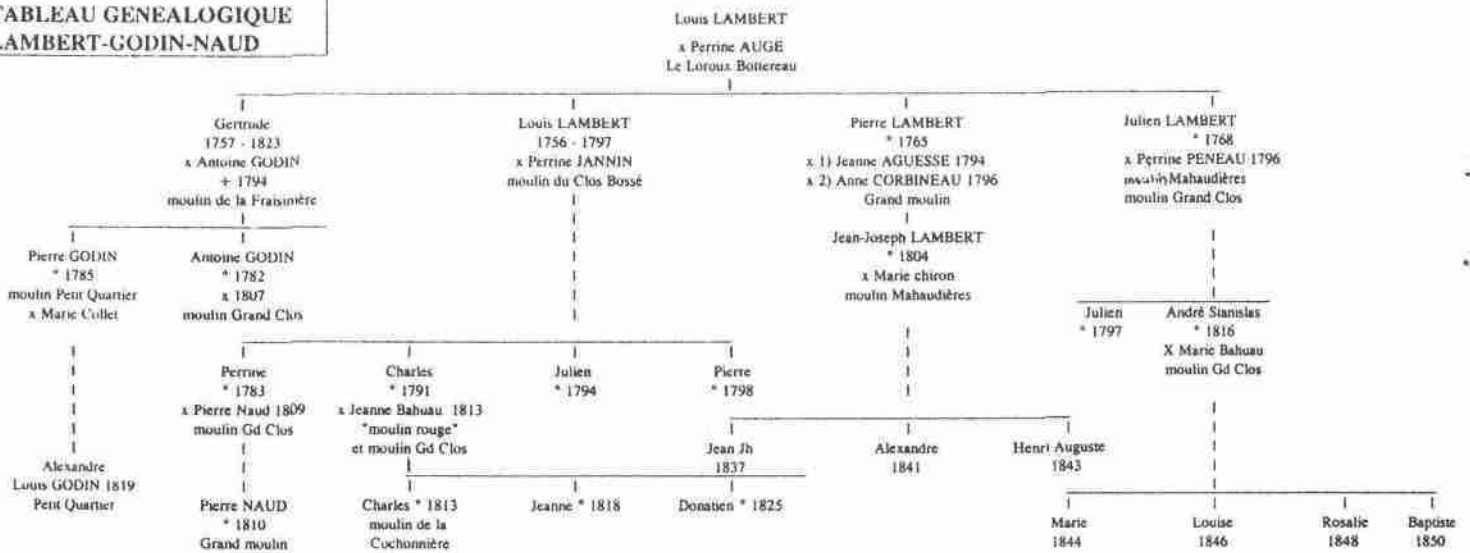 TABLEAU GENEALOGIQUE
LAMBERT-GODIN-NAUD
Louis LAMBERT
x Perrine AUGE
Le Loroux Bottereau
Gertrude
1757 - 1823
x Antoine GODIN
+ 1794
moulin de la Fraisinière
Louis LAMBERT
1756 - 1797
x Perrine JANNIN
moulin du Clos Bossé
Pierre LAMBERT
* 1765
x 1) Jeanne AGUESSE 1794
x 2) Anne CORBINEAU 1796
Grand moulin
Julien LAMBERT
* 1768
x Perrine PENEAU 1796
moulin Mahaudières
moulin Grand Clos
Pierre GODIN
* 1785
moulin Petit Quartier
x Marie Collet
Antoine GODIN
* 1782
x 1807
moulin Grand Clos
Jean-Joseph LAMBERT
* 1804
x Marie chiron
moulin Mahaudières
Julien
* 1797
André Stanislas
* 1816
X Marie Bahuau
moulin Gd Clos
Perrine
* 1783
x Pierre Naud 1809
moulin Gd Clos
Charles
* 1791
x Jeanne Bahuau 1813
"moulin rouge"
et moulin Gd Clos
Julien
* 1794
Pierre
* 1798
Jean Jh
1837
Alexandre
1841
Henri Auguste
1843
Alexandre
Louis GODIN 1819
Petit Quartier
Pierre NAUD
* 1810
Grand moulin
Charles * 1813
moulin de la
Cochonnière
Jeanne * 1818
Donatien * 1825
Marie
1844
Louise
1846
Rosalie
1848
Baptiste
1850